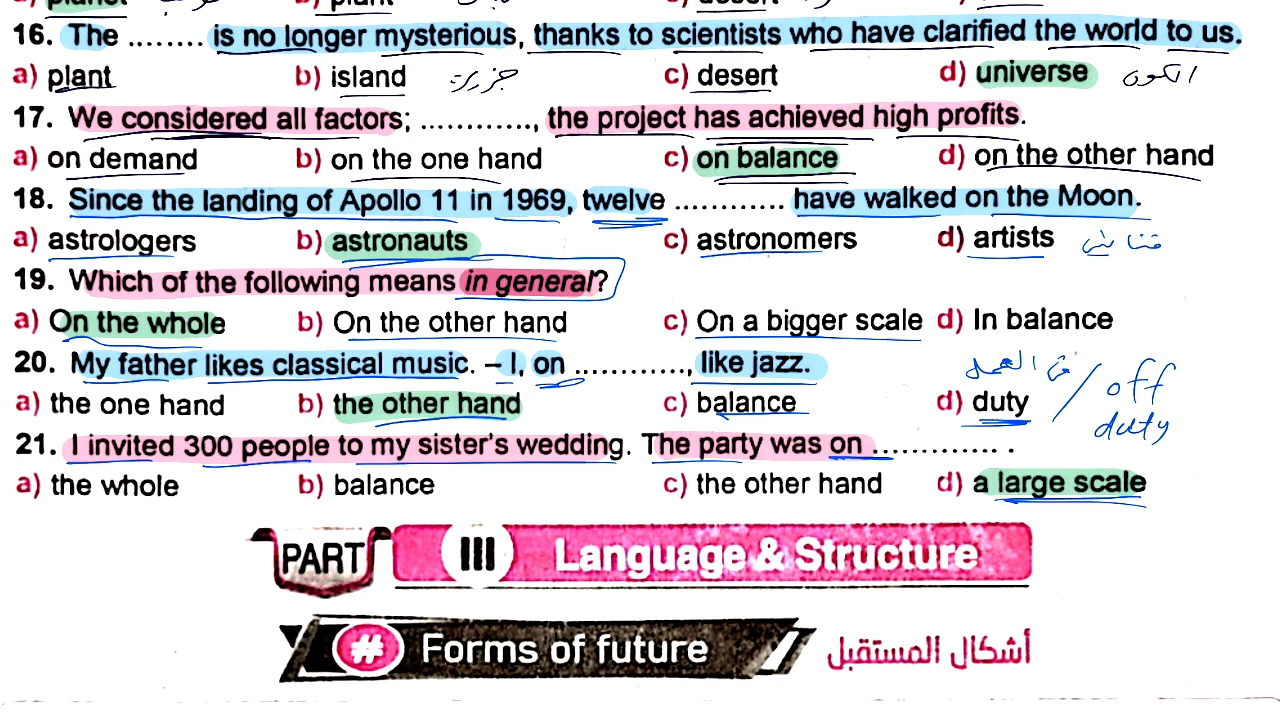 a) planet b) plant c) desert
16. The ........ is no longer mysterious, thanks to scientists who have clarified the world to us.
a) plant b) island جزيرة c) desert d) universe الكون
17. We considered all factors; ............, the project has achieved high profits.
a) on demand b) on the one hand c) on balance d) on the other hand
18. Since the landing of Apollo 11 in 1969, twelve ............ have walked on the Moon.
a) astrologers b) astronauts c) astronomers d) artists
19. Which of the following means in general?
a) On the whole b) On the other hand c) On a bigger scale d) In balance
20. My father likes classical music. – I, on ............, like jazz.
a) the one hand b) the other hand c) balance d) duty / off duty
21. I invited 300 people to my sister's wedding. The party was on ............. .
a) the whole b) balance c) the other hand d) a large scale
PART III Language & Structure
# Forms of future أشكال المستقبل